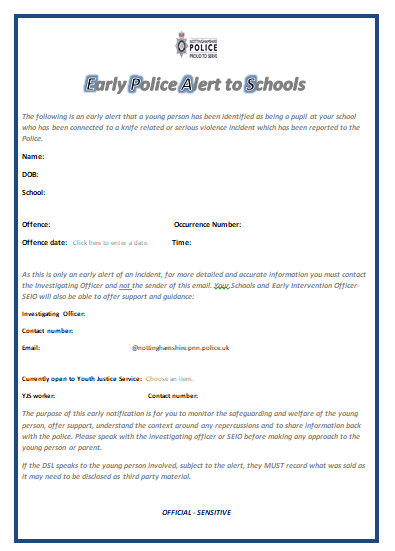 NOTTINGHAMSHIRE
POLICE
PROUD TO SERVE
Early Police Alert to Schools
The following is an early alert that a young person has been identified as being a pupil at your school
who has been connected to a knife related or serious violence incident which has been reported to the
Police.
Name:
DOB:
School:
Offence: Occurrence Number:
Offence date: Click here to enter a date. Time:
As this is only an early alert of an incident, for more detailed and accurate information you must contact
the Investigating Officer and not the sender of this email. Your Schools and Early Intervention Officer-
SEIO will also be able to offer support and guidance:
Investigating Officer:
Contact number:
Email: @nottinghamshire.pnn.police.uk
Currently open to Youth Justice Service: Choose an item.
YJS worker: Contact number:
The purpose of this early notification is for you to monitor the safeguarding and welfare of the young
person, offer support, understand the context around any repercussions and to share information back
with the police. Please speak with the investigating officer or SEIO before making any approach to the
young person or parent.
If the DSL speaks to the young person involved, subject to the alert, they MUST record what was said as
it may need to be disclosed as third party material.
OFFICIAL - SENSITIVE